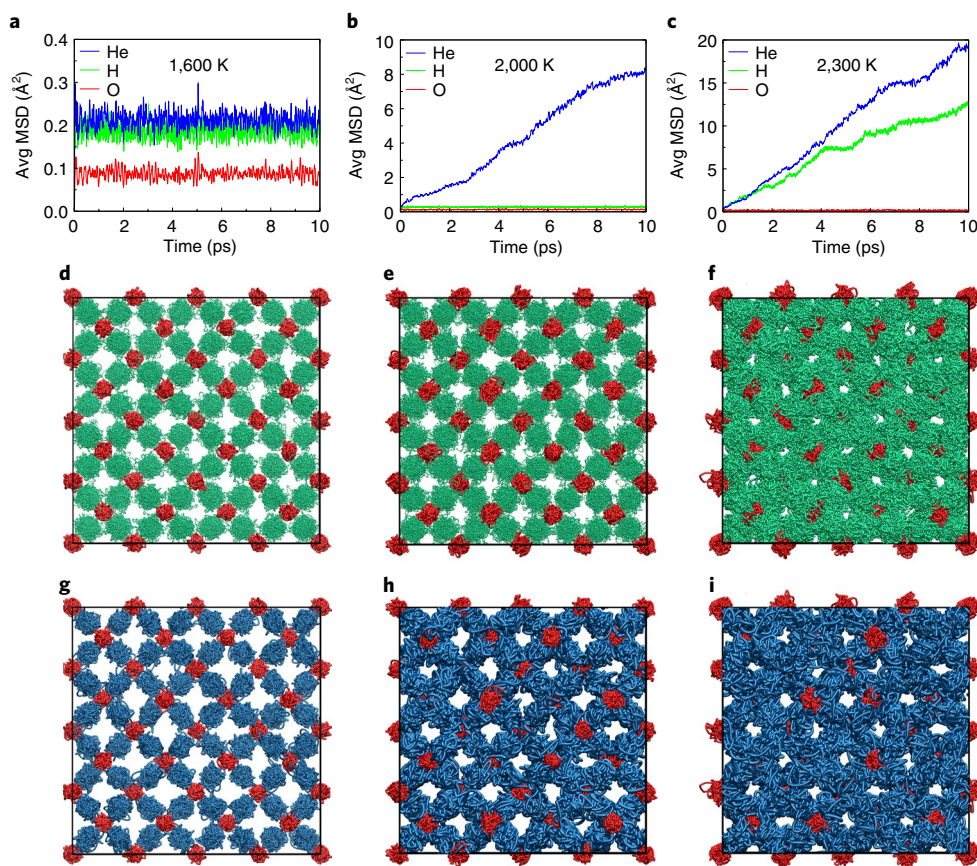 a
Avg MSD (Å²)
0.4
0.3
0.2
0.1
0.0
He
H
O
1,600 K
0 2 4 6 8 10
Time (ps)
b
Avg MSD (Å²)
10
8
6
4
2
0
He
H
O
2,000 K
0 2 4 6 8 10
Time (ps)
c
Avg MSD (Å²)
20
15
10
5
0
He
H
O
2,300 K
0 2 4 6 8 10
Time (ps)
d
e
f
g
h
i